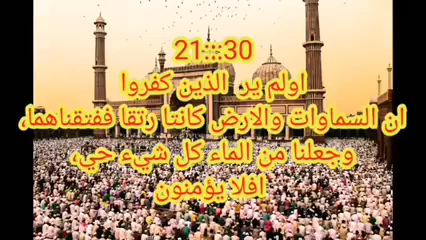 21:::30
اولم ير الذين كفروا
ان السماوات والارض كانتا رتقا ففتقناهما،
وجعلنا من الماء كل شيء حي،
افلا يؤمنون